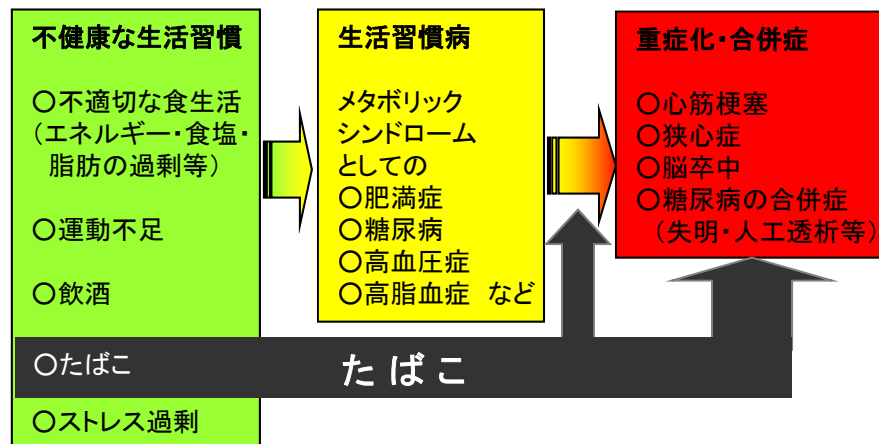 不健康な生活習慣
○不適切な食生活
(エネルギー・食塩・
脂肪の過剰等)
○運動不足
○飲酒
○たばこ
○ストレス過剰
生活習慣病
メタボリック
シンドローム
としての
○肥満症
○糖尿病
○高血圧症
○高脂血症 など
重症化・合併症
○心筋梗塞
○狭心症
○脳卒中
○糖尿病の合併症
(失明・人工透析等)
たばこ